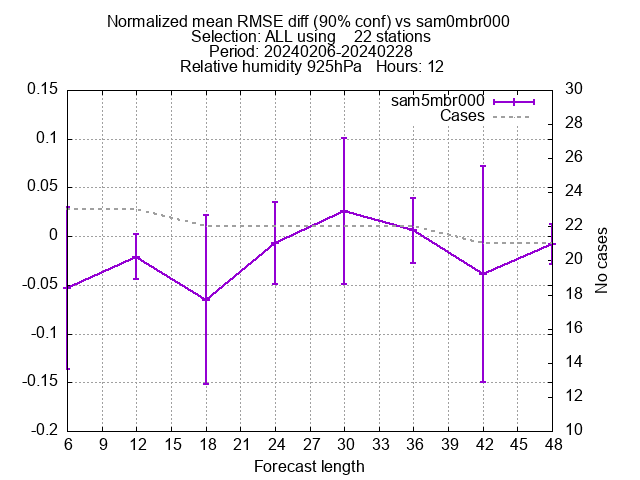 Normalized mean RMSE diff (90% conf) vs sam0mbr000
Selection: ALL using    22 stations
Period: 20240206-20240228
Relative humidity 925hPa   Hours: 12
0.15
0.1
0.05
0
-0.05
-0.1
-0.15
-0.2
sam5mbr000
Cases
30
28
26
24
22
20
18
16
14
12
10
No cases
6 9 12 15 18 21 24 27 30 33 36 39 42 45 48
Forecast length